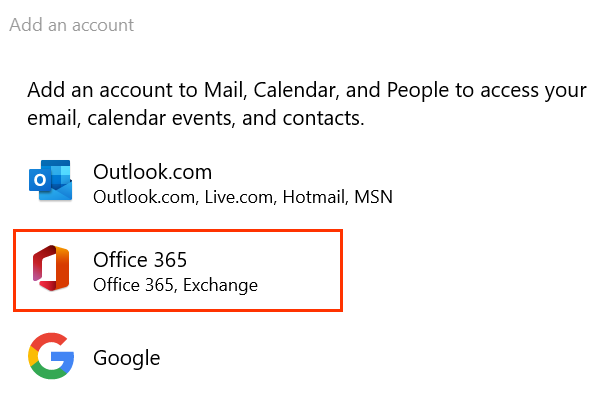 Add an account
Add an account to Mail, Calendar, and People to access your
email, calendar events, and contacts.
O
Outlook.com
Outlook.com, Live.com, Hotmail, MSN
Office 365
Office 365, Exchange
Google